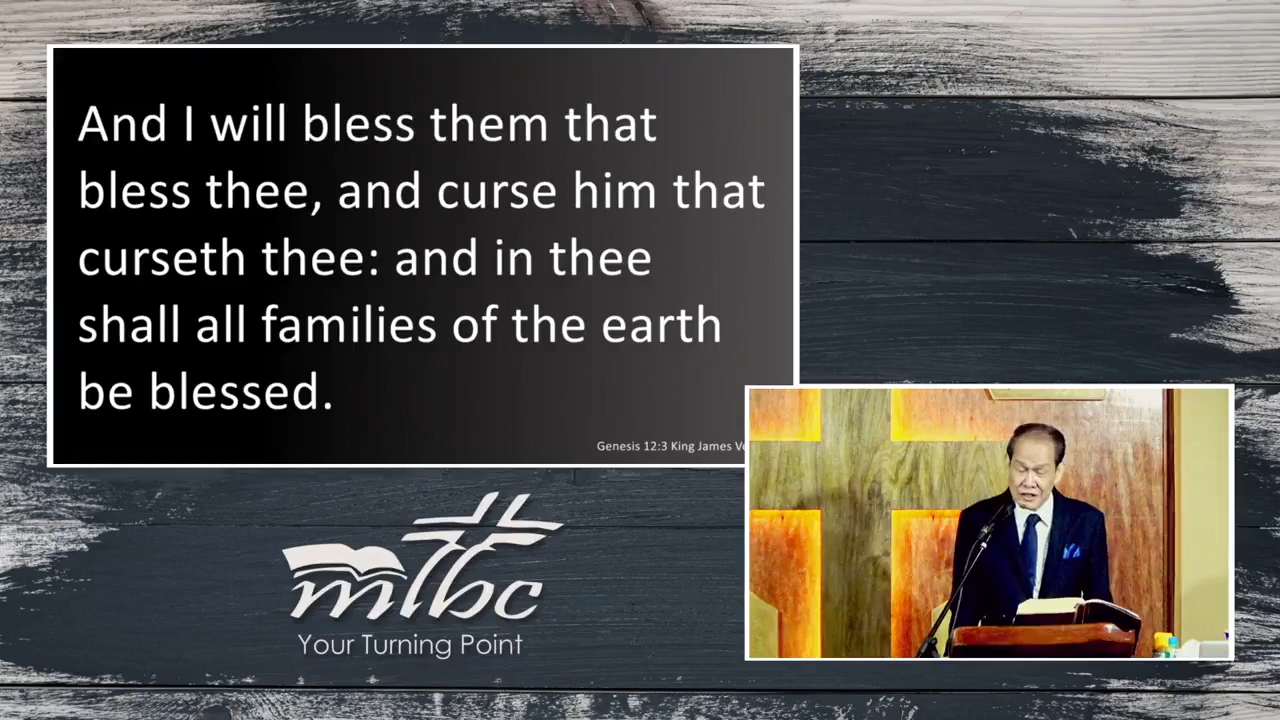 And I will bless them that
bless thee, and curse him that
curseth thee: and in thee
shall all families of the earth
be blessed.
Genesis 12:3 King James
mtbc
Your Turning Point